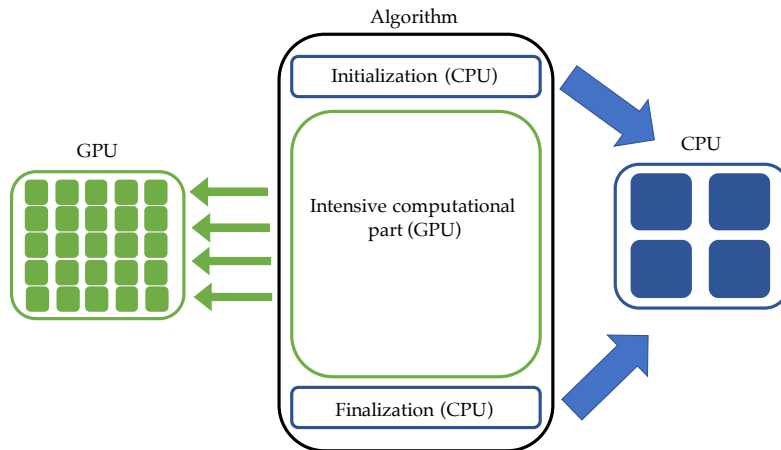 Algorithm
Initialization (CPU)
GPU
CPU
Intensive computational
part (GPU)
Finalization (CPU)